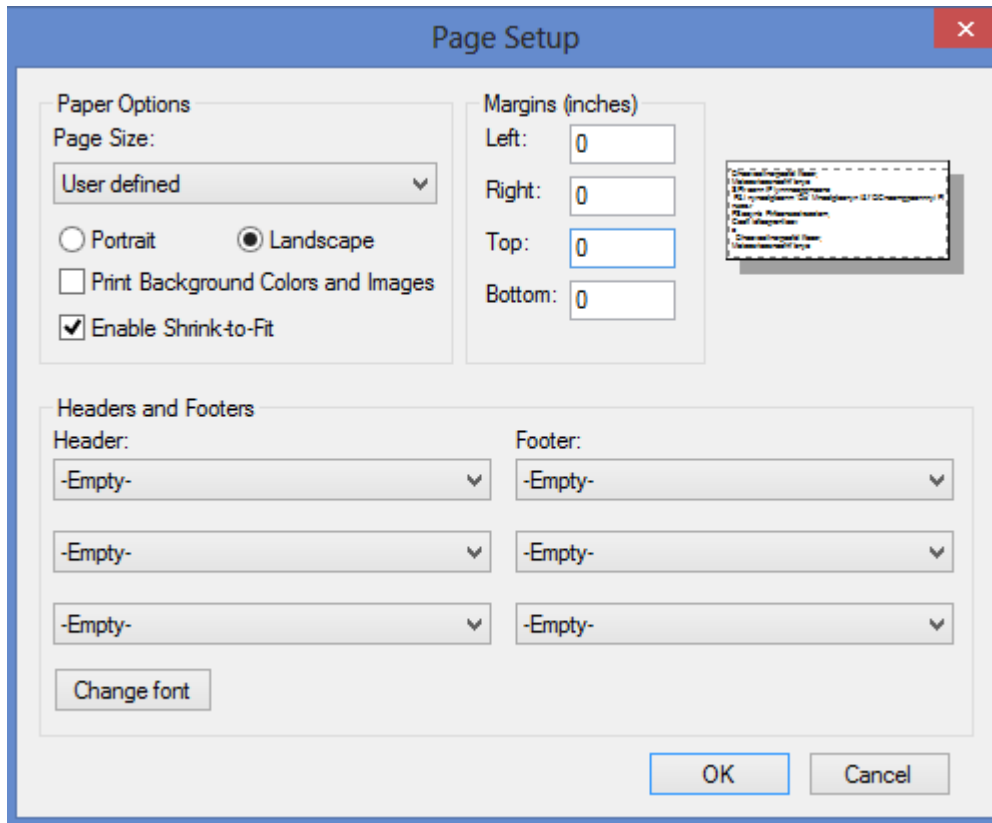 Page Setup
Paper Options
Page Size:
User defined
Portrait
Landscape
Print Background Colors and Images
Enable Shrink-to-Fit
Margins (inches)
Left: 0
Right: 0
Top: 0
Bottom: 0
Headers and Footers
Header:
-Empty-
-Empty-
-Empty-
Footer:
-Empty-
-Empty-
-Empty-
Change font
OK
Cancel